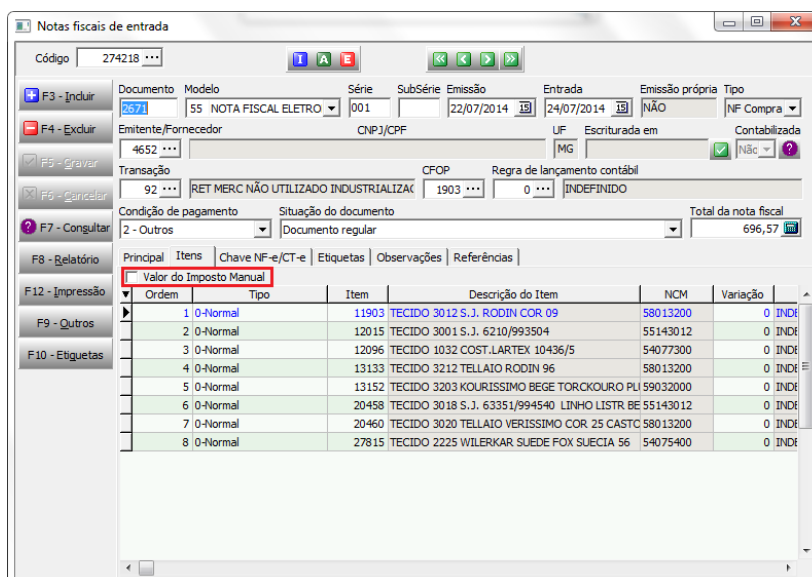 Notas fiscais de entrada
Código 274218 ... I A E
F3 - Incluir
F4 - Excluir
F5 - Gravar
F6 - Cancelar
F7 - Consultar
F8 - Relatório
F12 - Impressão
F9 - Outros
F10 - Etiquetas
Documento Modelo Série SubSérie Emissão Entrada Emissão própria Tipo
2671 55 NOTA FISCAL ELETRO 001 22/07/2014 15 24/07/2014 15 NÃO NF Compra
Emitente/Fornecedor CNPJ/CPF UF Escriturada em Contabilizada
4652 ... MG Não ?
Transação CFOP Regra de lançamento contábil
92 ... RET MERC NÃO UTILIZADO INDUSTRIALIZAÇ 1903 ... 0 ... INDEFINIDO
Condição de pagamento Situação do documento Total da nota fiscal
2 - Outros Documento regular 696,57
Principal Itens Chave NF-e/CT-e Etiquetas Observações Referências
Valor do Imposto Manual
Ordem Tipo Item Descrição do Item NCM Variação
1 0-Normal 11903 TECIDO 3012 S.J. RODIN COR 09 58013200 0 INDE
2 0-Normal 12015 TECIDO 3001 S.J. 6210/993504 55143012 0 INDE
3 0-Normal 12096 TECIDO 1032 COST.LARTEX 10436/5 54077300 0 INDE
4 0-Normal 13133 TECIDO 3212 TELLAIO RODIN 96 58013200 0 INDE
5 0-Normal 13152 TECIDO 3203 KOURISSIMO BEGE TORCKOURO PLU 59032000 0 INDE
6 0-Normal 20458 TECIDO 3018 S.J. 63351/994540 LINHO LISTR BE 55143012 0 INDE
7 0-Normal 20460 TECIDO 3020 TELLAIO VERISSIMO COR 25 CASTO 58013200 0 INDE
8 0-Normal 27815 TECIDO 2225 WILERKAR SUEDE FOX SUECIA 56 54075400 0 INDE